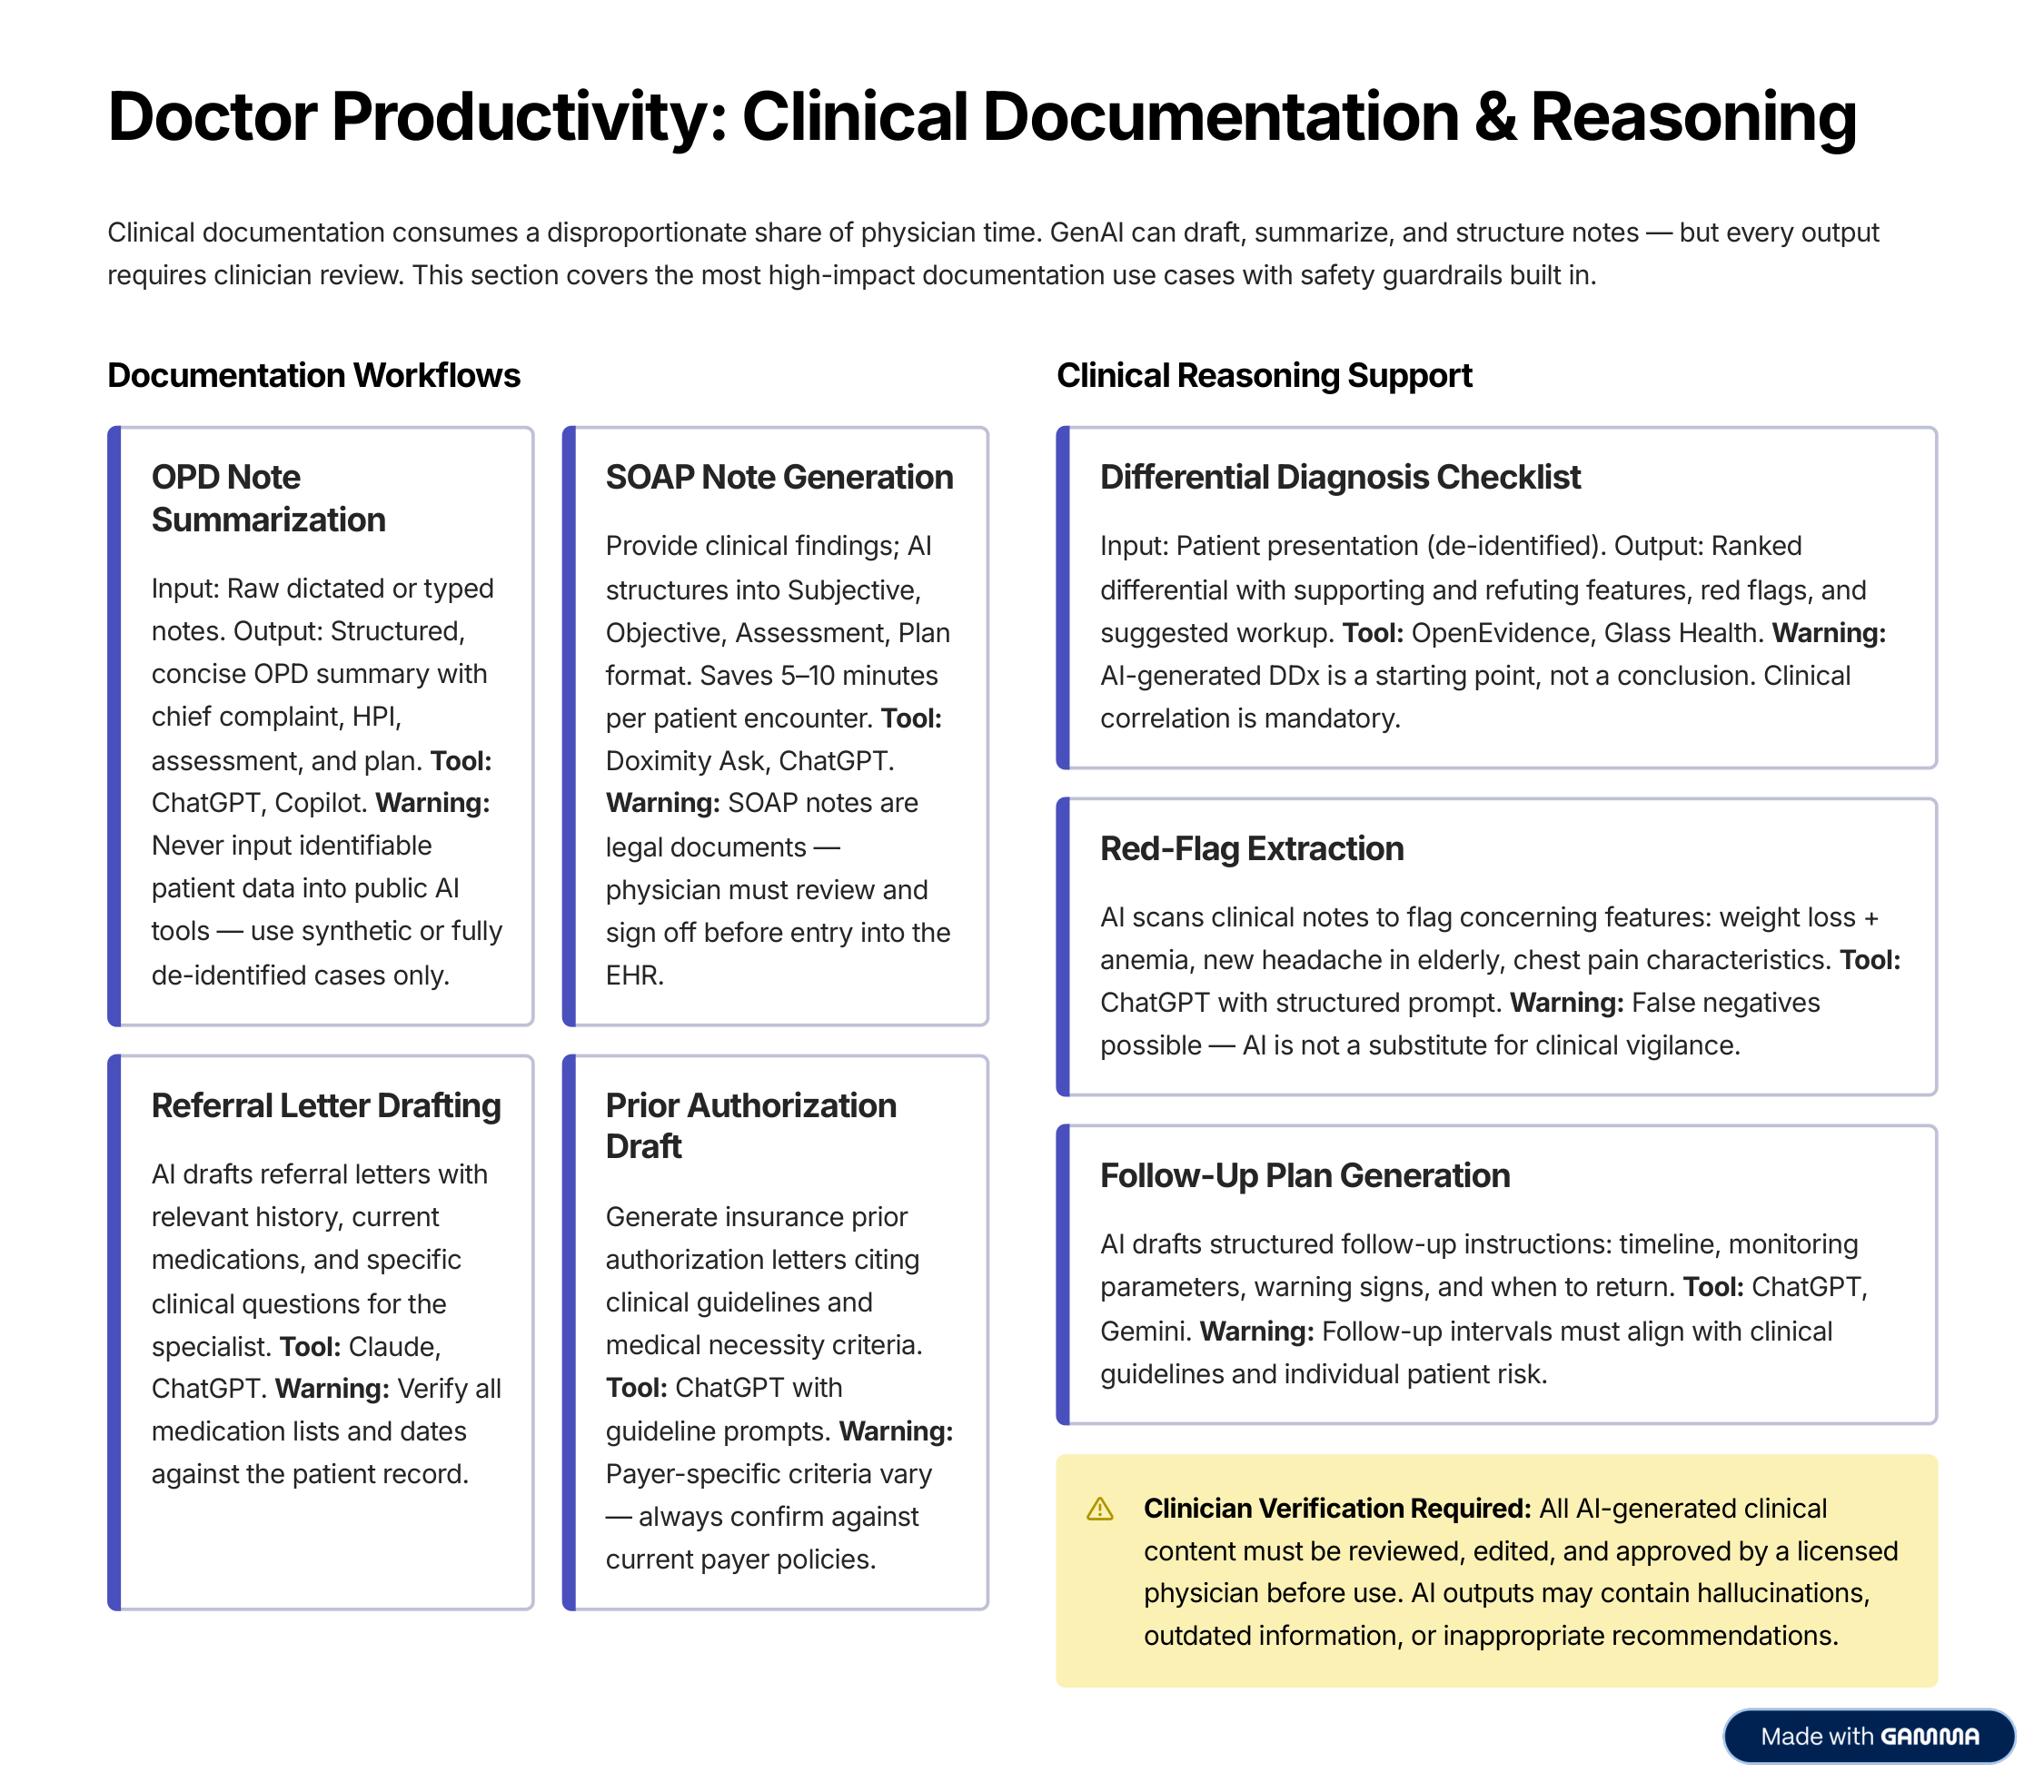 Doctor Productivity: Clinical Documentation & Reasoning
Clinical documentation consumes a disproportionate share of physician time. GenAI can draft, summarize, and structure notes — but every output
requires clinician review. This section covers the most high-impact documentation use cases with safety guardrails built in.
Documentation Workflows
OPD Note
Summarization
Input: Raw dictated or typed
notes. Output: Structured,
concise OPD summary with
chief complaint, HPI,
assessment, and plan. Tool:
ChatGPT, Copilot. Warning:
Never input identifiable
patient data into public AI
tools — use synthetic or fully
de-identified cases only.
SOAP Note Generation
Provide clinical findings; AI
structures into Subjective,
Objective, Assessment, Plan
format. Saves 5–10 minutes
per patient encounter. Tool:
Doximity Ask, ChatGPT.
Warning: SOAP notes are
legal documents —
physician must review and
sign off before entry into the
EHR.
Referral Letter Drafting
AI drafts referral letters with
relevant history, current
medications, and specific
clinical questions for the
specialist. Tool: Claude,
ChatGPT. Warning: Verify all
medication lists and dates
against the patient record.
Prior Authorization
Draft
Generate insurance prior
authorization letters citing
clinical guidelines and
medical necessity criteria.
Tool: ChatGPT with
guideline prompts. Warning:
Payer-specific criteria vary
— always confirm against
current payer policies.
Clinical Reasoning Support
Differential Diagnosis Checklist
Input: Patient presentation (de-identified). Output: Ranked
differential with supporting and refuting features, red flags, and
suggested workup. Tool: OpenEvidence, Glass Health. Warning:
AI-generated DDx is a starting point, not a conclusion. Clinical
correlation is mandatory.
Red-Flag Extraction
AI scans clinical notes to flag concerning features: weight loss +
anemia, new headache in elderly, chest pain characteristics. Tool:
ChatGPT with structured prompt. Warning: False negatives
possible — AI is not a substitute for clinical vigilance.
Follow-Up Plan Generation
AI drafts structured follow-up instructions: timeline, monitoring
parameters, warning signs, and when to return. Tool: ChatGPT,
Gemini. Warning: Follow-up intervals must align with clinical
guidelines and individual patient risk.
Clinician Verification Required: All AI-generated clinical
content must be reviewed, edited, and approved by a licensed
physician before use. AI outputs may contain hallucinations,
outdated information, or inappropriate recommendations.
Made with GAMMA